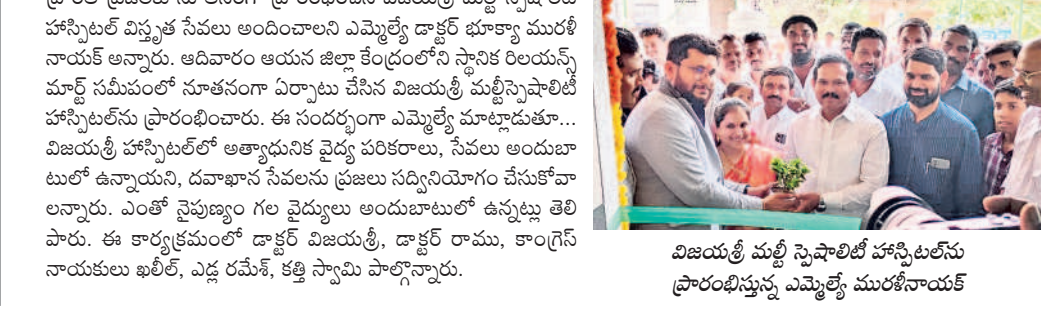 హాస్పిటల్ విస్తృత సేవలు అందించాలని ఎమ్మెల్యే డాక్టర్ భూక్యా మురళీ
నాయక్ అన్నారు. ఆదివారం ఆయన జిల్లా కేంద్రంలోని స్థానిక రిలయన్స్
మార్ట్ సమీపంలో నూతనంగా ఏర్పాటు చేసిన విజయశ్రీ మల్టీస్పెషాలిటీ
హాస్పిటల్‌ను ప్రారంభించారు. ఈ సందర్భంగా ఎమ్మెల్యే మాట్లాడుతూ...
విజయశ్రీ హాస్పిటల్‌లో అత్యాధునిక వైద్య పరికరాలు, సేవలు అందుబా
టులో ఉన్నాయని, దవాఖాన సేవలను ప్రజలు సద్వినియోగం చేసుకోవా
లన్నారు. ఎంతో నైపుణ్యం గల వైద్యులు అందుబాటులో ఉన్నట్లు తెలి
పారు. ఈ కార్యక్రమంలో డాక్టర్ విజయశ్రీ, డాక్టర్ రాము, కాంగ్రెస్
నాయకులు ఖలీల్, ఎడ్ల రమేశ్, కత్తి స్వామి పాల్గొన్నారు.
విజయశ్రీ మల్టీ స్పెషాలిటీ హాస్పిటల్‌ను
ప్రారంభిస్తున్న ఎమ్మెల్యే మురళీనాయక్